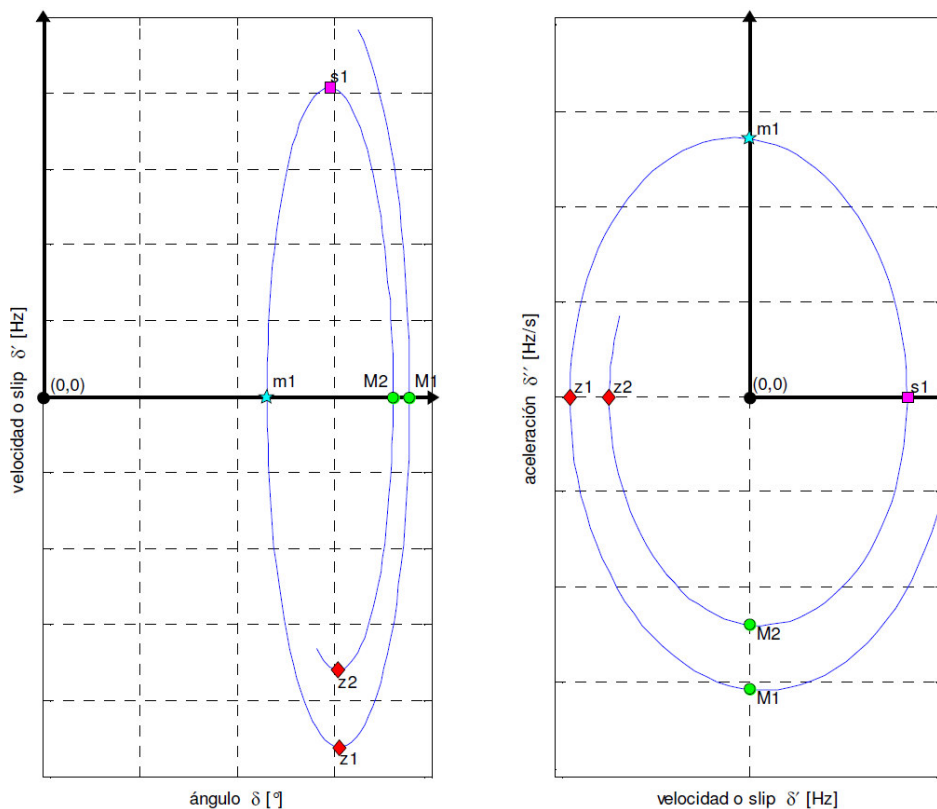 s1
m1
M2
M1
(0,0)
z2
z1
velocidad o slip δ′ [Hz]
ángulo δ [°]
m1
z1
z2
(0,0)
s1
M2
M1
aceleración δ′′ [Hz/s]
velocidad o slip δ′ [Hz]